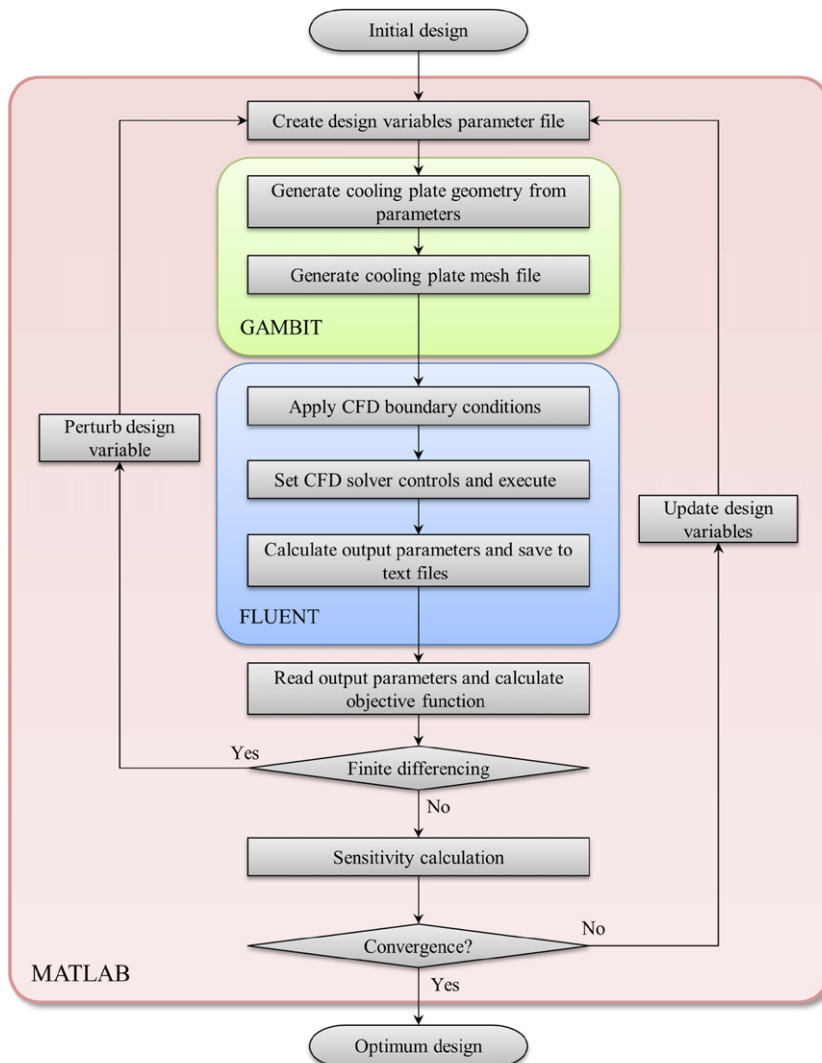 Initial design
Create design variables parameter file
Generate cooling plate geometry from
parameters
Generate cooling plate mesh file
GAMBIT
Apply CFD boundary conditions
Perturb design
variable
Set CFD solver controls and execute
Update design
variables
Calculate output parameters and save to
text files
FLUENT
Read output parameters and calculate
objective function
Yes
Finite differencing
No
Sensitivity calculation
No
Convergence?
MATLAB
Yes
Optimum design